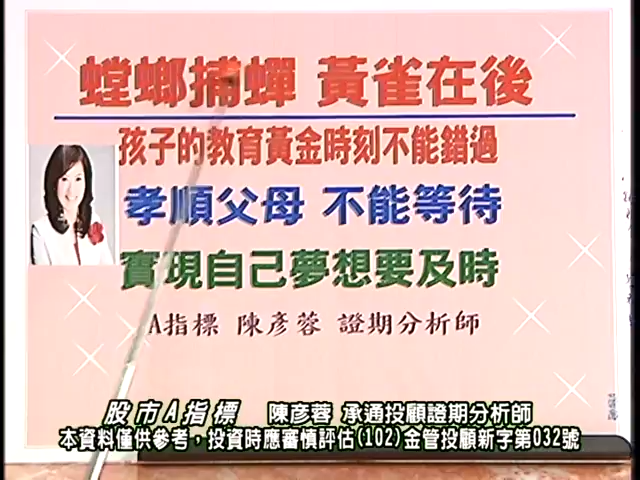 螳螂捕蟬 黃雀在後
孩子的教育黃金時刻不能錯過
孝順父母 不能等待
實現自己夢想要及時
A指標 陳彥蓉 證期分析師
股市A指標 陳彥蓉 承通投顧證期分析師
本資料僅供參考，投資時應審慎評估(102)金管投顧新字第032號